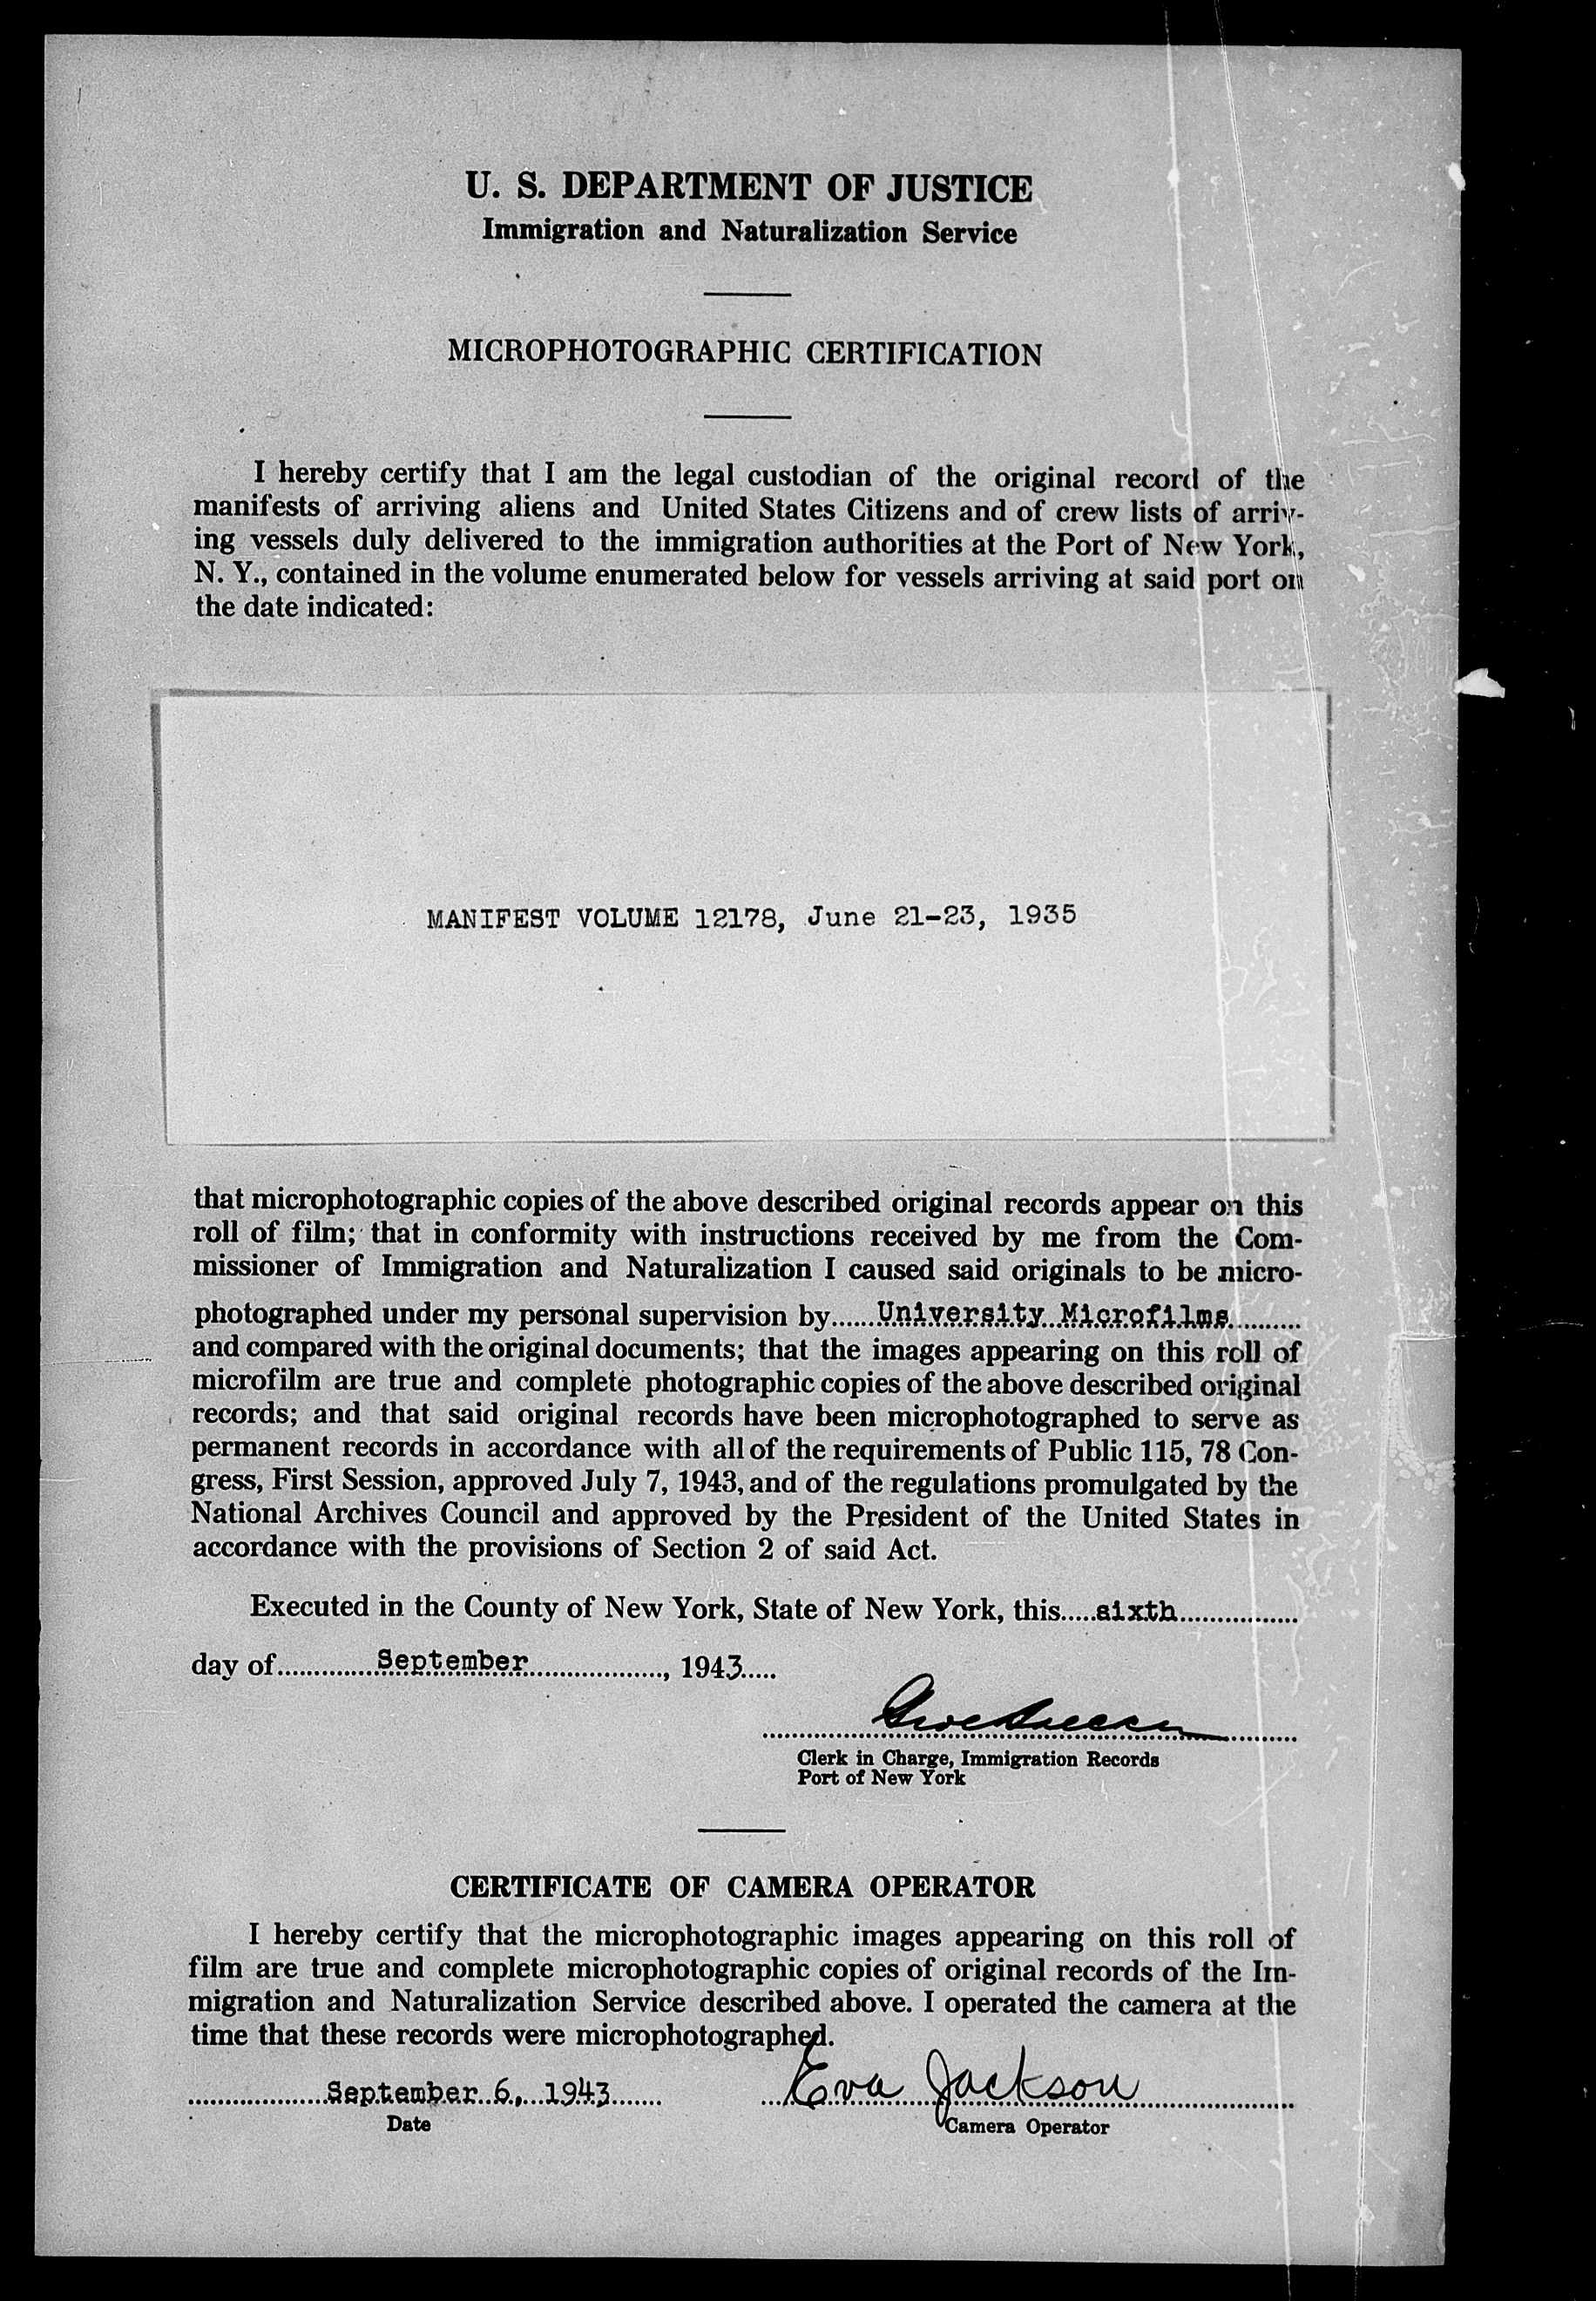 U. S. DEPARTMENT OF JUSTICE
Immigration and Naturalization Service
MICROPHOTOGRAPHIC CERTIFICATION
I hereby certify that I am the legal custodian of the original record of the
manifests of arriving aliens and United States Citizens and of crew lists of arriv-
ing vessels duly delivered to the immigration authorities at the Port of New York,
N. Y., contained in the volume enumerated below for vessels arriving at said port on
the date indicated:
MANIFEST VOLUME 12178, June 21-23, 1935
that microphotographic copies of the above described original records appear on this
roll of film; that in conformity with instructions received by me from the Com-
missioner of Immigration and Naturalization I caused said originals to be micro-
photographed under my personal supervision by......University Microfilms..........
and compared with the original documents; that the images appearing on this roll of
microfilm are true and complete photographic copies of the above described original
records; and that said original records have been microphotographed to serve as
permanent records in accordance with all of the requirements of Public 115, 78 Con-
gress, First Session, approved July 7, 1943, and of the regulations promulgated by the
National Archives Council and approved by the President of the United States in
accordance with the provisions of Section 2 of said Act.
Executed in the County of New York, State of New York, this.....sixth................
day of..............September..................., 1943.....
Clerk in Charge, Immigration Records
Port of New York
CERTIFICATE OF CAMERA OPERATOR
I hereby certify that the microphotographic images appearing on this roll of
film are true and complete microphotographic copies of original records of the Im-
migration and Naturalization Service described above. I operated the camera at the
time that these records were microphotographed.
September 6, 1943 Eva Jackson
Date Camera Operator